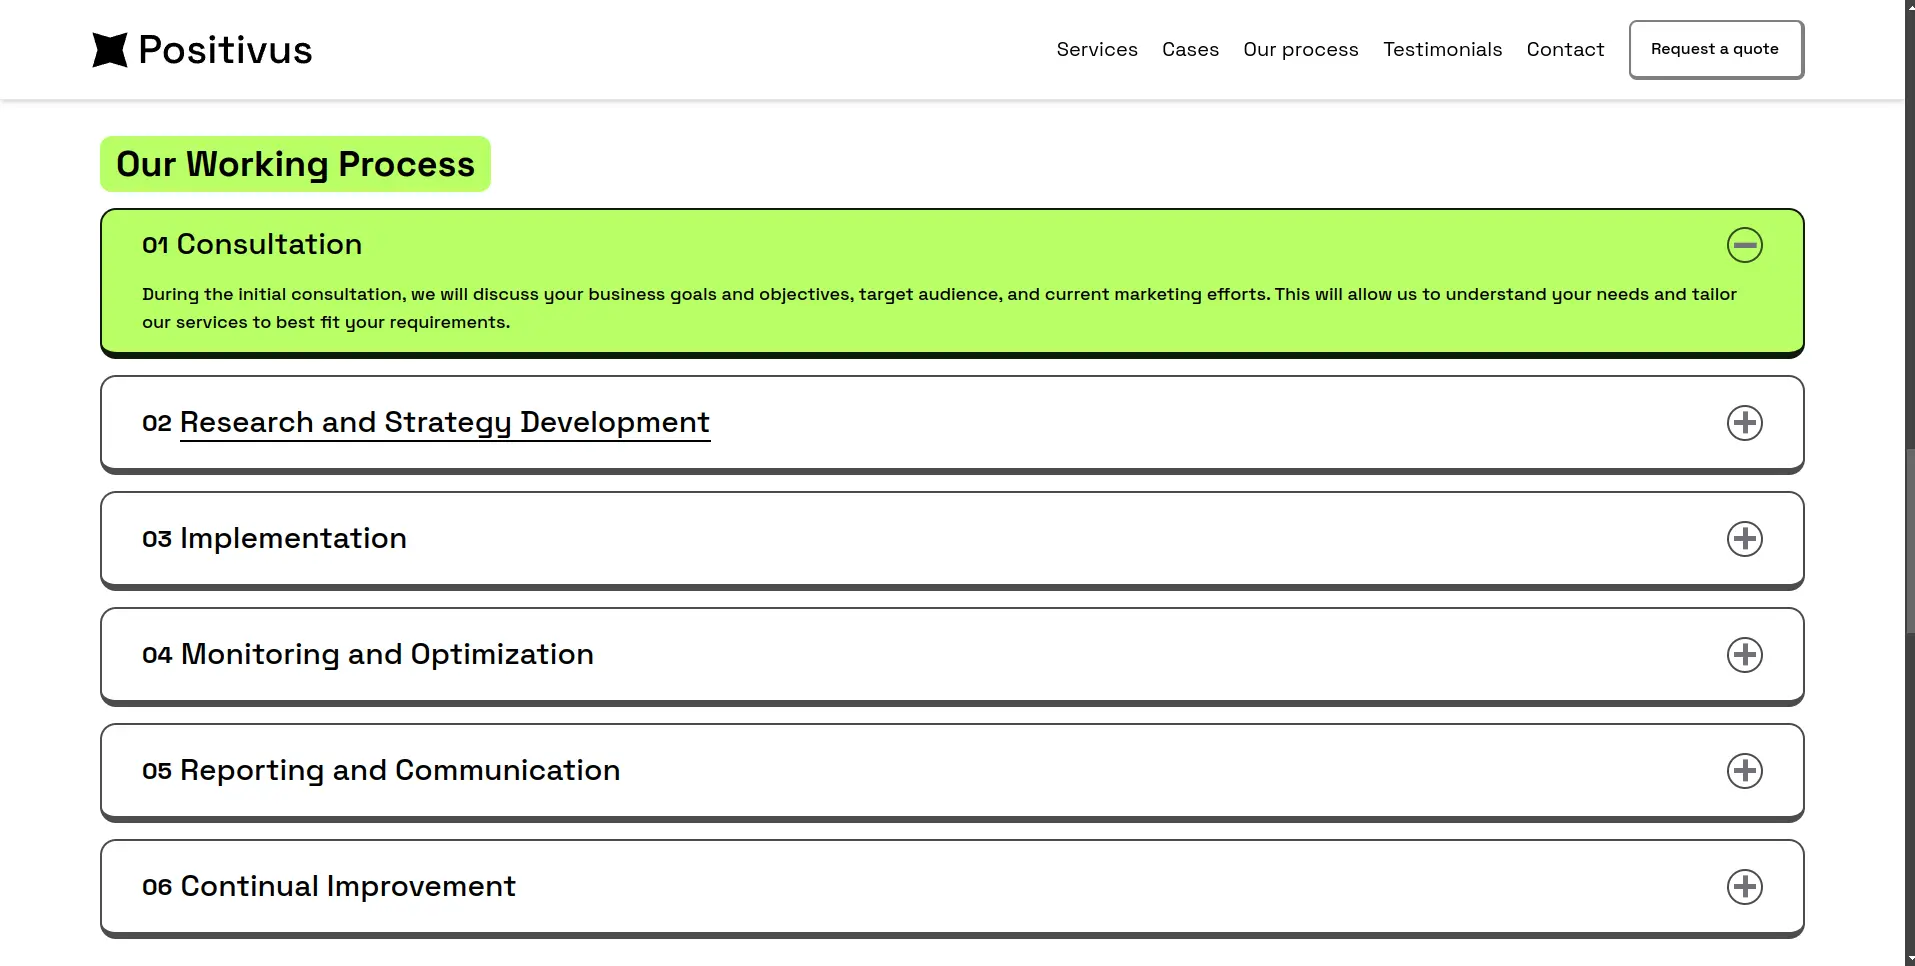 Positivus
Services Cases Our process Testimonials Contact Request a quote
Our Working Process
01 Consultation
During the initial consultation, we will discuss your business goals and objectives, target audience, and current marketing efforts. This will allow us to understand your needs and tailor
our services to best fit your requirements.
02 Research and Strategy Development
03 Implementation
04 Monitoring and Optimization
05 Reporting and Communication
06 Continual Improvement